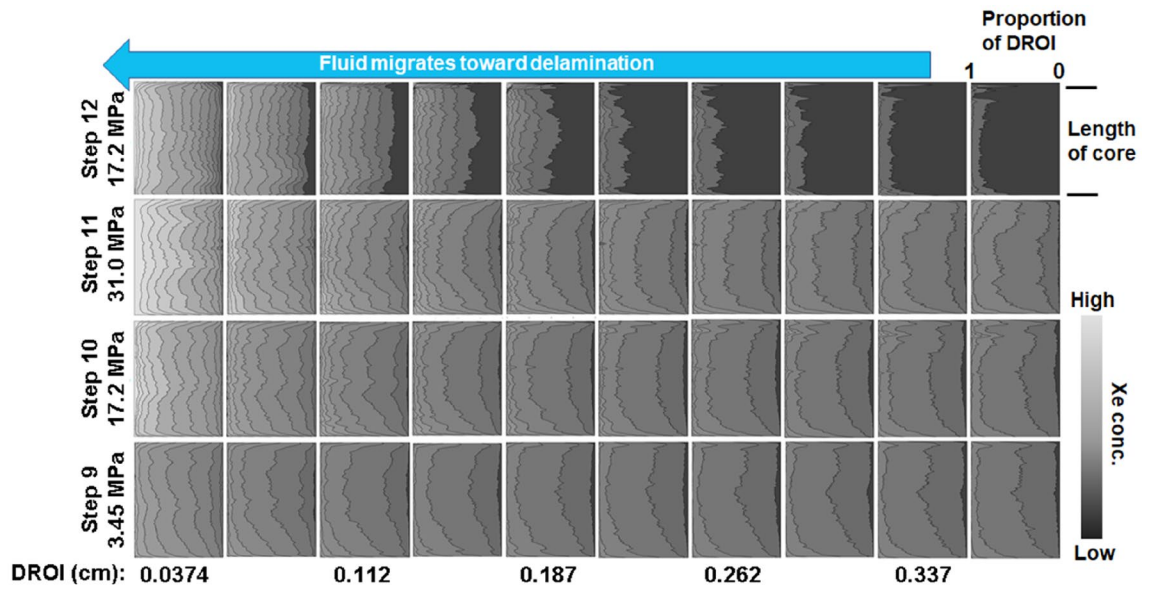 Proportion
of DROI
Fluid migrates toward delamination
1 0
Step 12
17.2 MPa
Length
of core
Step 11
31.0 MPa
High
Step 10
17.2 MPa
Xe conc.
Step 9
3.45 MPa
Low
DROI (cm): 0.0374 0.112 0.187 0.262 0.337